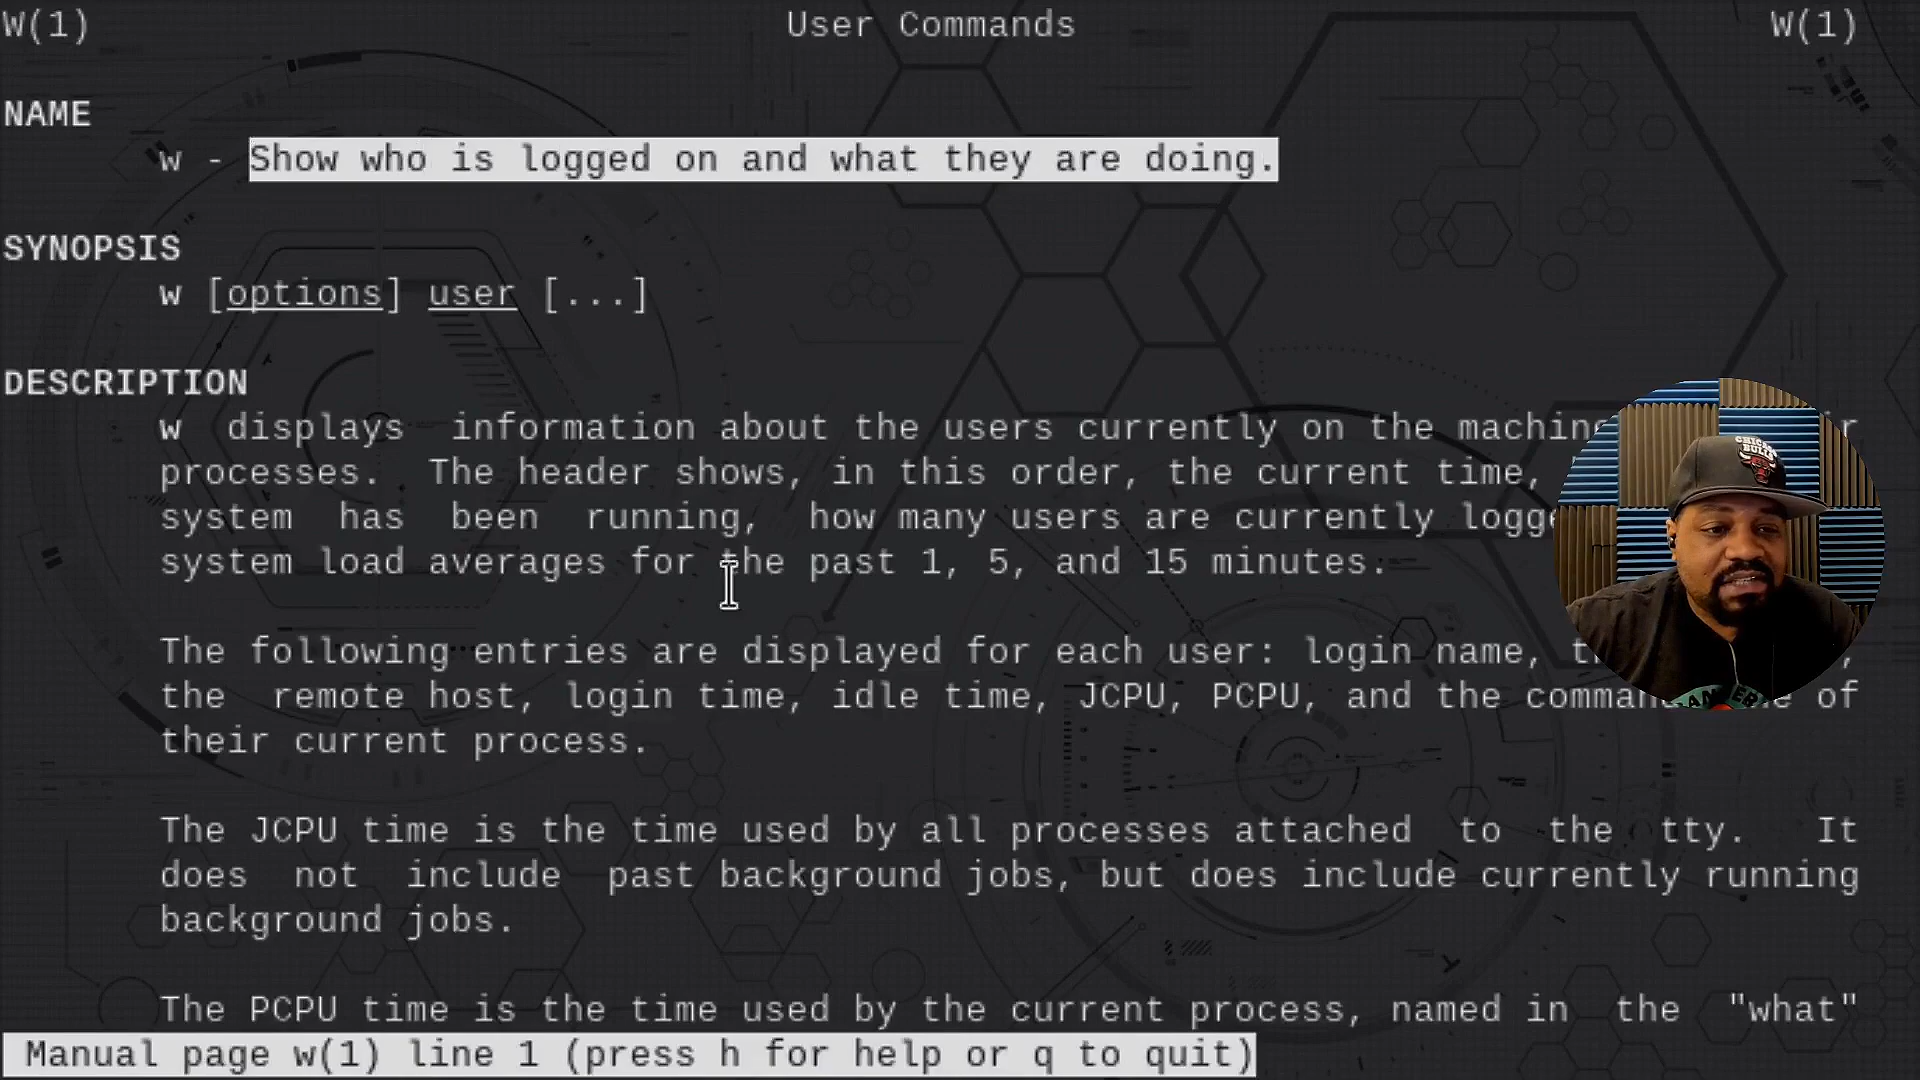 W(1) User Commands W(1)
NAME
w - Show who is logged on and what they are doing.
SYNOPSIS
w [options] user [...]
DESCRIPTION
w displays information about the users currently on the machine r
processes. The header shows, in this order, the current time,
system has been running, how many users are currently logge
system load averages for the past 1, 5, and 15 minutes.
The following entries are displayed for each user: login name,
the remote host, login time, idle time, JCPU, PCPU, and the command of
their current process.
The JCPU time is the time used by all processes attached to the tty. It
does not include past background jobs, but does include currently running
background jobs.
The PCPU time is the time used by the current process, named in the "what"
Manual page w(1) line 1 (press h for help or q to quit)
CHICAGO
BULLS